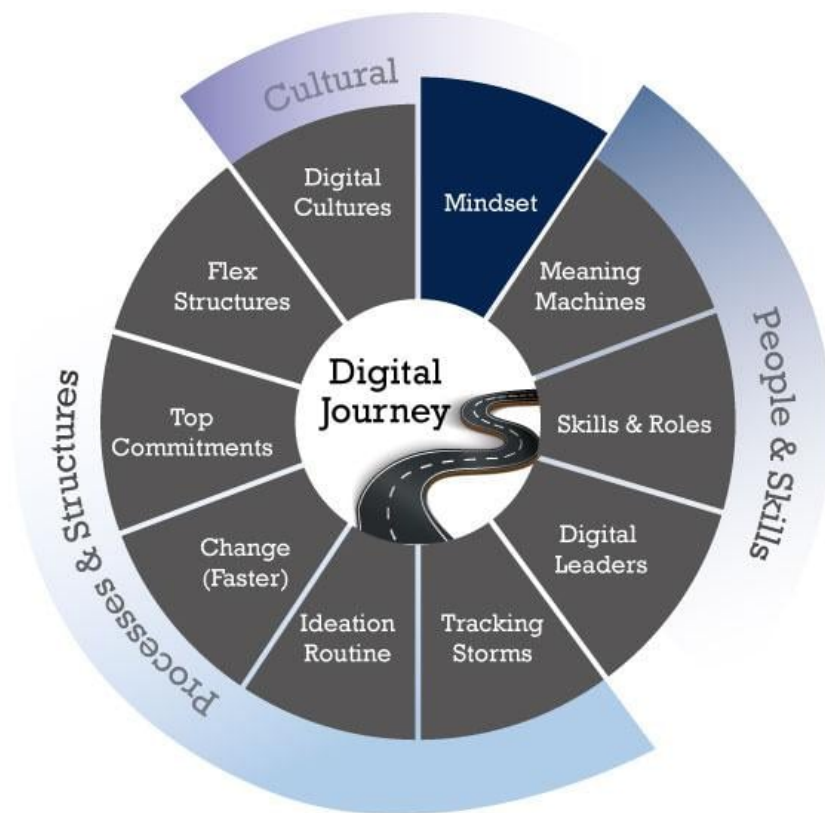 Cultural
Digital
Cultures
Mindset
Flex
Structures
Meaning
Machines
People & Skills
Digital
Journey
Top
Commitments
Skills & Roles
Processes & Structures
Change
(Faster)
Digital
Leaders
Ideation
Routine
Tracking
Storms